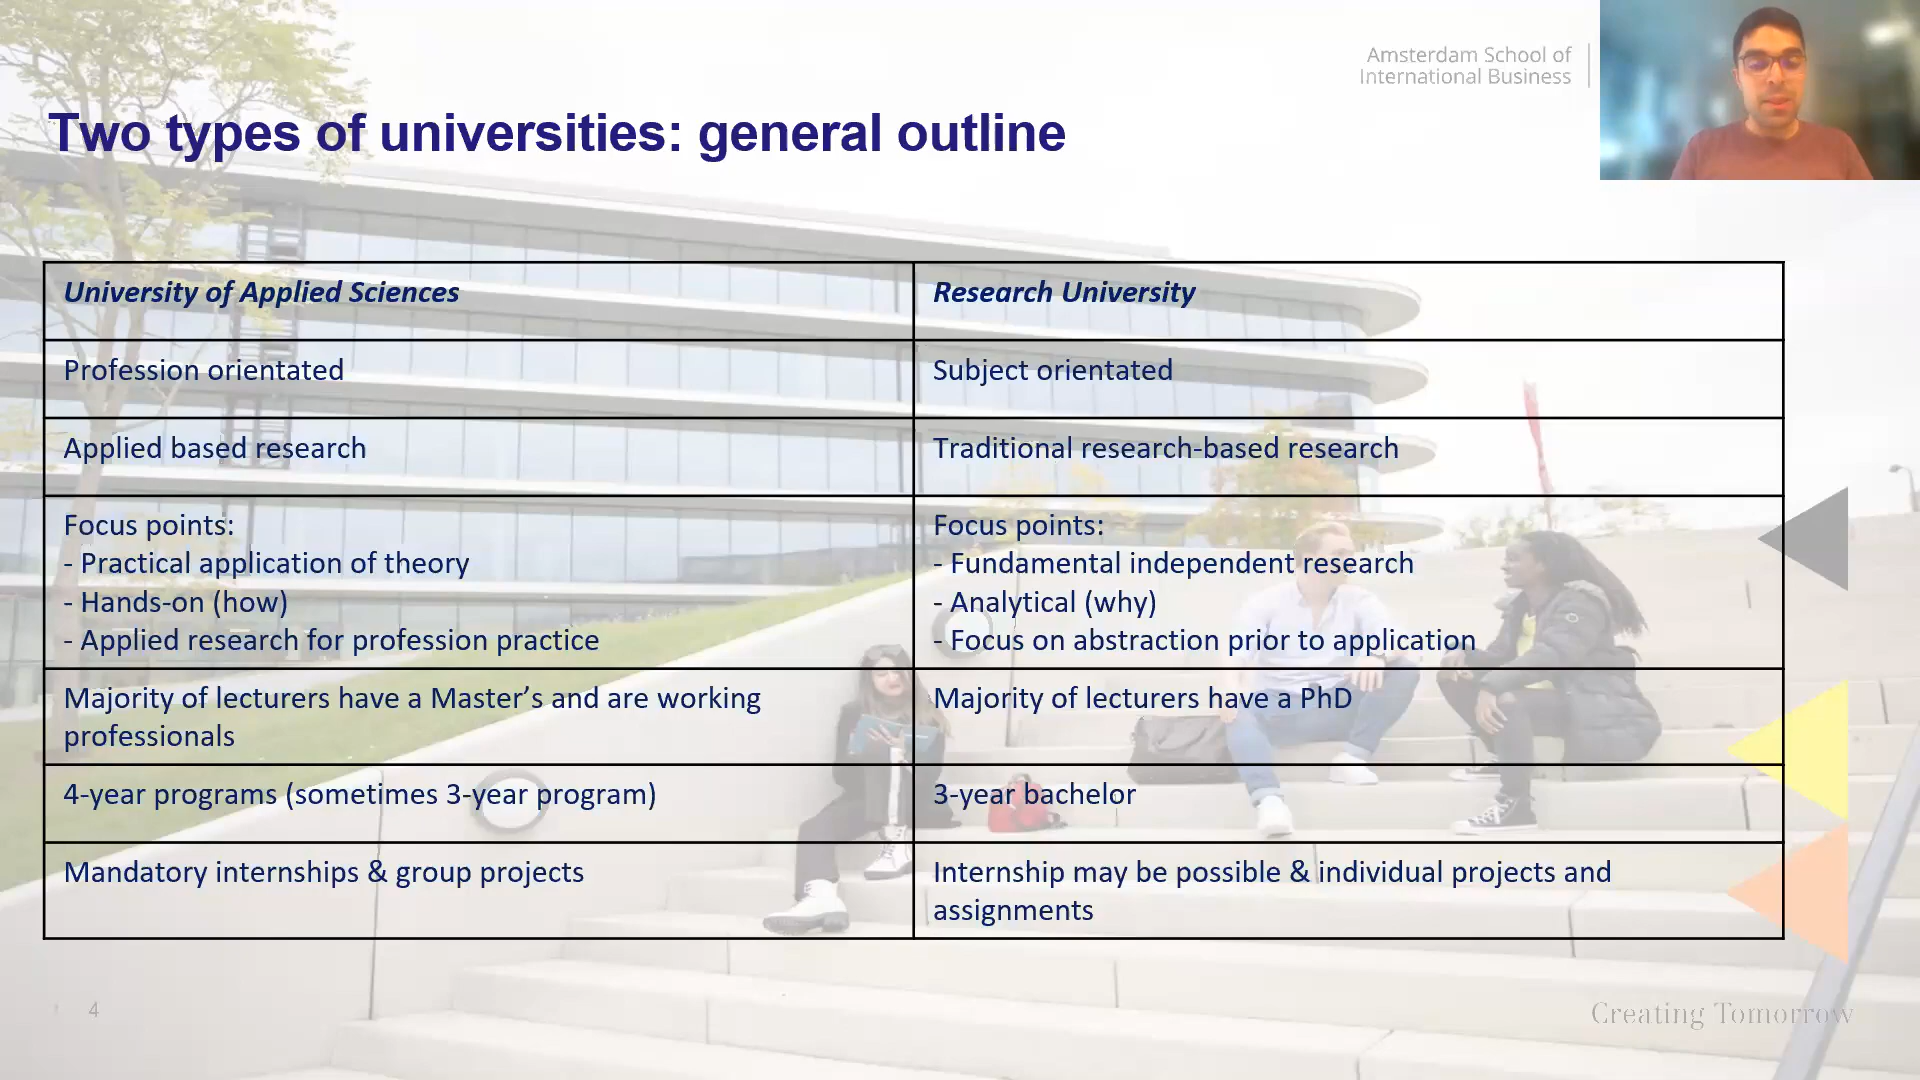 Amsterdam School of
International Business
Two types of universities: general outline
University of Applied Sciences
Research University
Profession orientated
Subject orientated
Applied based research
Traditional research-based research
Focus points:
- Practical application of theory
- Hands-on (how)
- Applied research for profession practice
Focus points:
- Fundamental independent research
- Analytical (why)
- Focus on abstraction prior to application
Majority of lecturers have a Master’s and are working
professionals
Majority of lecturers have a PhD
4-year programs (sometimes 3-year program)
3-year bachelor
Mandatory internships & group projects
Internship may be possible & individual projects and
assignments
4
Creating Tomorrow